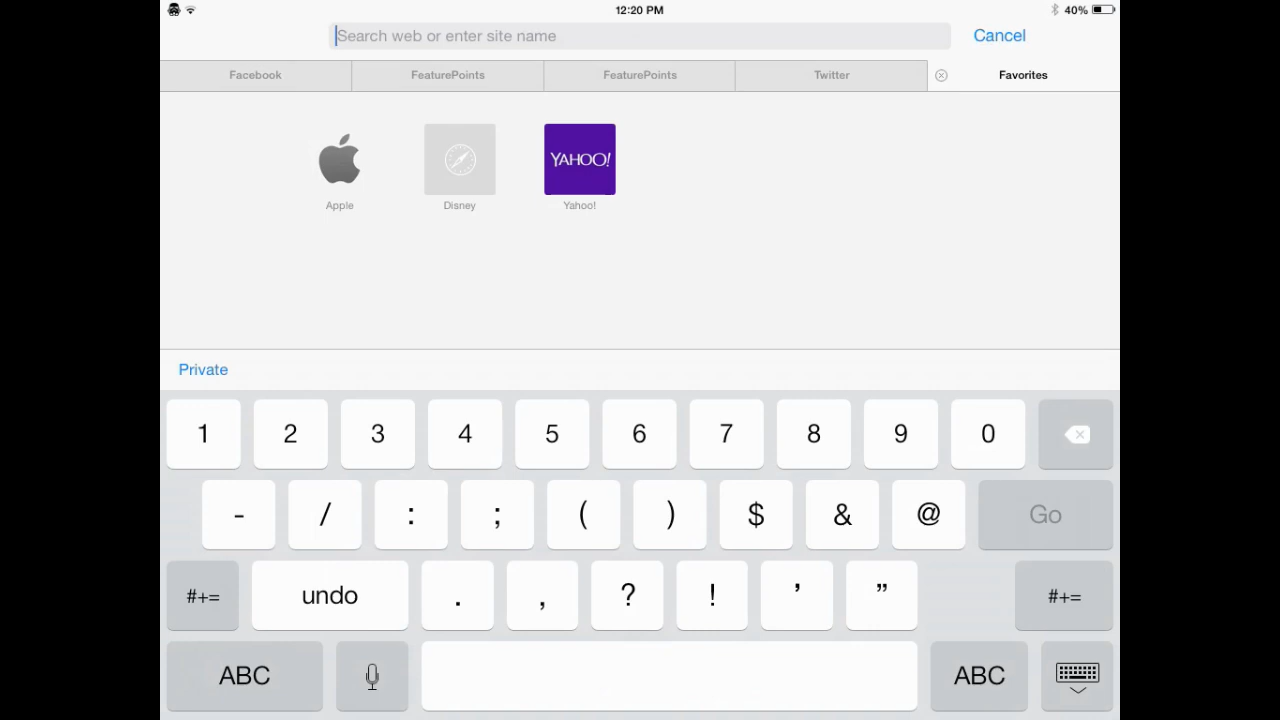 12:20 PM
40%
Search web or enter site name
Cancel
Facebook
FeaturePoints
FeaturePoints
Twitter
Favorites
YAHOO!
Apple
Disney
Yahoo!
Private
1 2 3 4 5 6 7 8 9 0
- / : ; ( ) $ & @ Go
#+= undo . , ? ! ’ ” #+=
ABC ABC